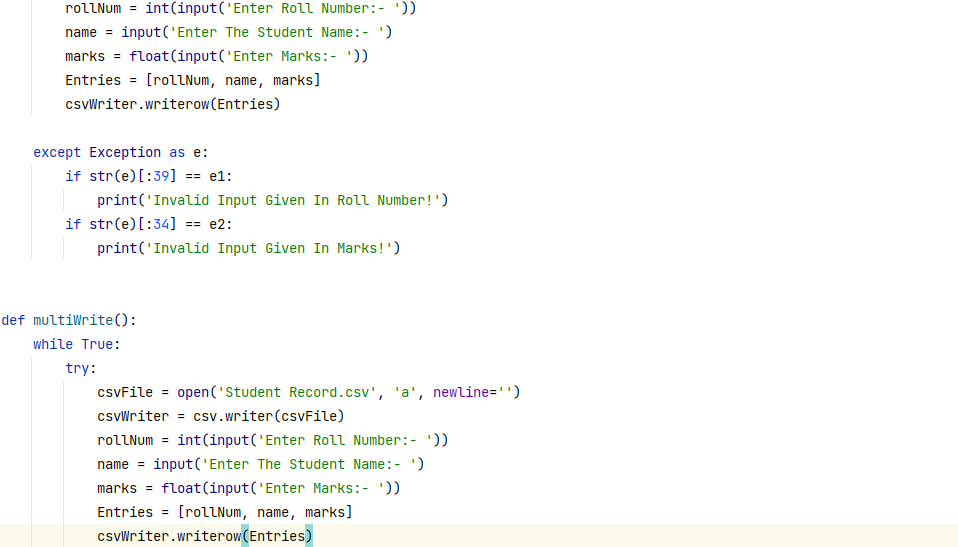 rollNum = int(input('Enter Roll Number:- '))
name = input('Enter The Student Name:- ')
marks = float(input('Enter Marks:- '))
Entries = [rollNum, name, marks]
csvWriter.writerow(Entries)
except Exception as e:
if str(e)[:39] == e1:
print('Invalid Input Given In Roll Number!')
if str(e)[:34] == e2:
print('Invalid Input Given In Marks!')
def multiWrite():
while True:
try:
csvFile = open('Student Record.csv', 'a', newline='')
csvWriter = csv.writer(csvFile)
rollNum = int(input('Enter Roll Number:- '))
name = input('Enter The Student Name:- ')
marks = float(input('Enter Marks:- '))
Entries = [rollNum, name, marks]
csvWriter.writerow(Entries)